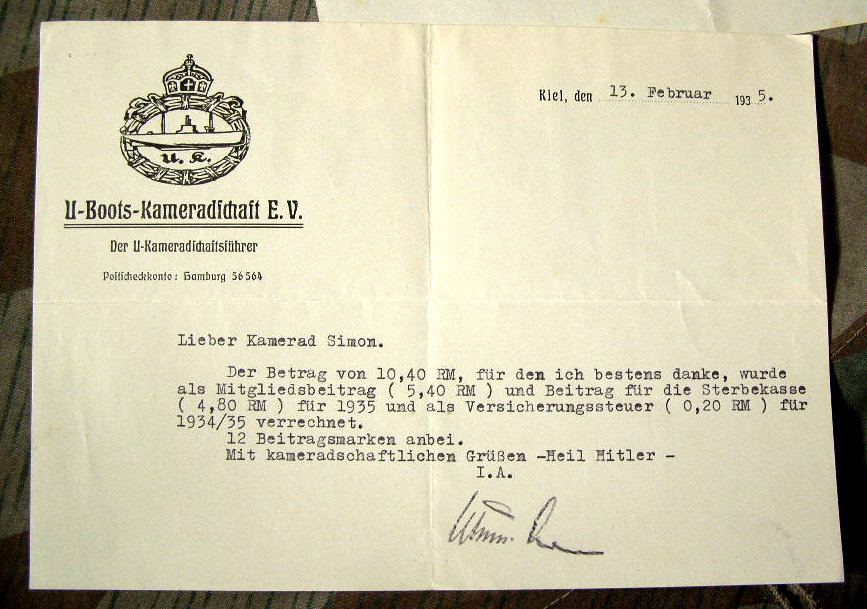 U. K.
Kiel, den 13. Februar 1935.
U-Boots-Kameradschaft E.V.
Der U-Kameradschaftsführer
Postscheckkonto: Hamburg 56564
Lieber Kamerad Simon.
Der Betrag von 10,40 RM, für den ich bestens danke, wurde
als Mitgliedsbeitrag ( 5,40 RM ) und Beitrag für die Sterbekasse
( 4,80 RM ) für 1935 und als Versicherungssteuer ( 0,20 RM ) für
1934/35 verrechnet.
12 Beitragsmarken anbei.
Mit kameradschaftlichen Grüßen -Heil Hitler -
I.A.